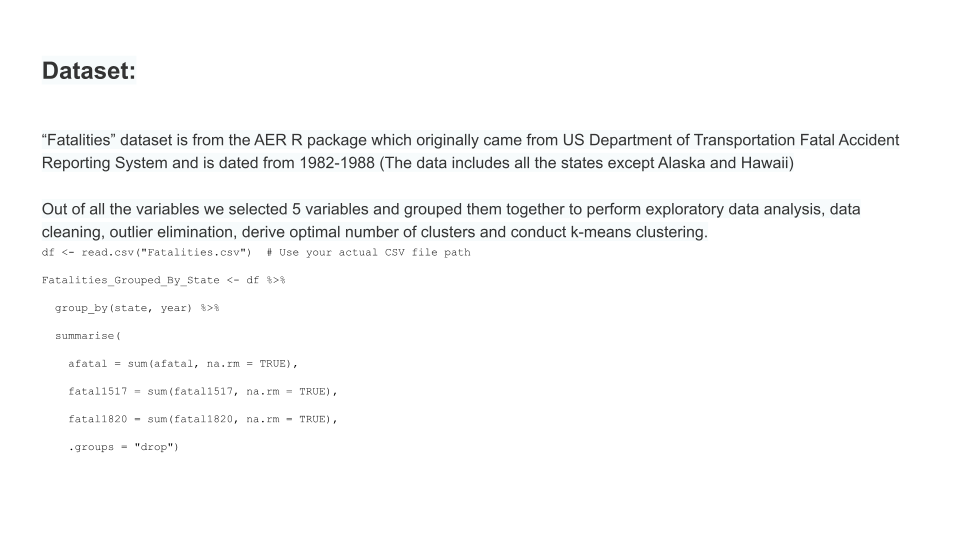 Dataset:
“Fatalities” dataset is from the AER R package which originally came from US Department of Transportation Fatal Accident
Reporting System and is dated from 1982-1988 (The data includes all the states except Alaska and Hawaii)
Out of all the variables we selected 5 variables and grouped them together to perform exploratory data analysis, data
cleaning, outlier elimination, derive optimal number of clusters and conduct k-means clustering.
df <- read.csv("Fatalities.csv")  # Use your actual CSV file path
Fatalities_Grouped_By_State <- df %>%
  group_by(state, year) %>%
  summarise(
    afatal = sum(afatal, na.rm = TRUE),
    fatal1517 = sum(fatal1517, na.rm = TRUE),
    fatal1820 = sum(fatal1820, na.rm = TRUE),
    .groups = "drop")